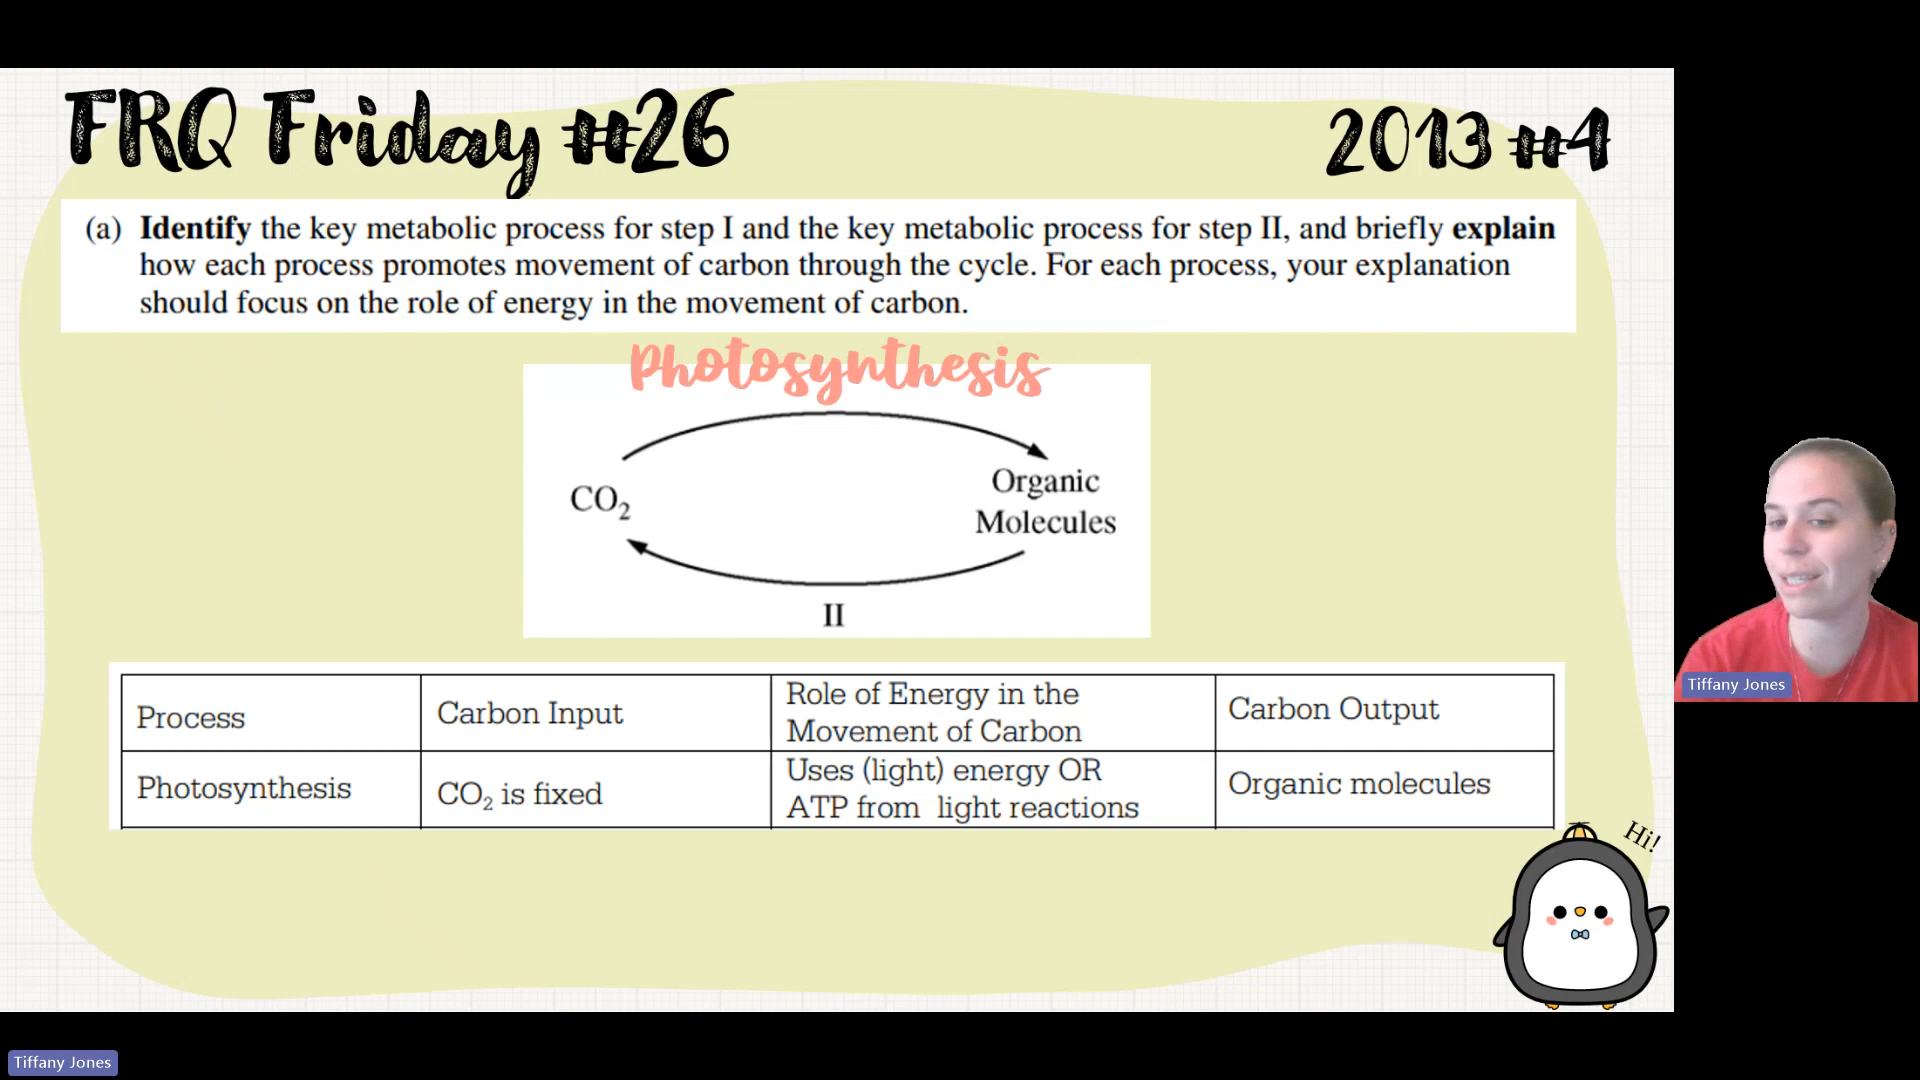 FRQ Friday #26
2013 #4
(a) Identify the key metabolic process for step I and the key metabolic process for step II, and briefly explain
how each process promotes movement of carbon through the cycle. For each process, your explanation
should focus on the role of energy in the movement of carbon.
Photosynthesis
CO₂
Organic
Molecules
II
Process
Carbon Input
Role of Energy in the
Movement of Carbon
Carbon Output
Photosynthesis
CO₂ is fixed
Uses (light) energy OR
ATP from light reactions
Organic molecules
Hi!
Tiffany Jones
Tiffany Jones